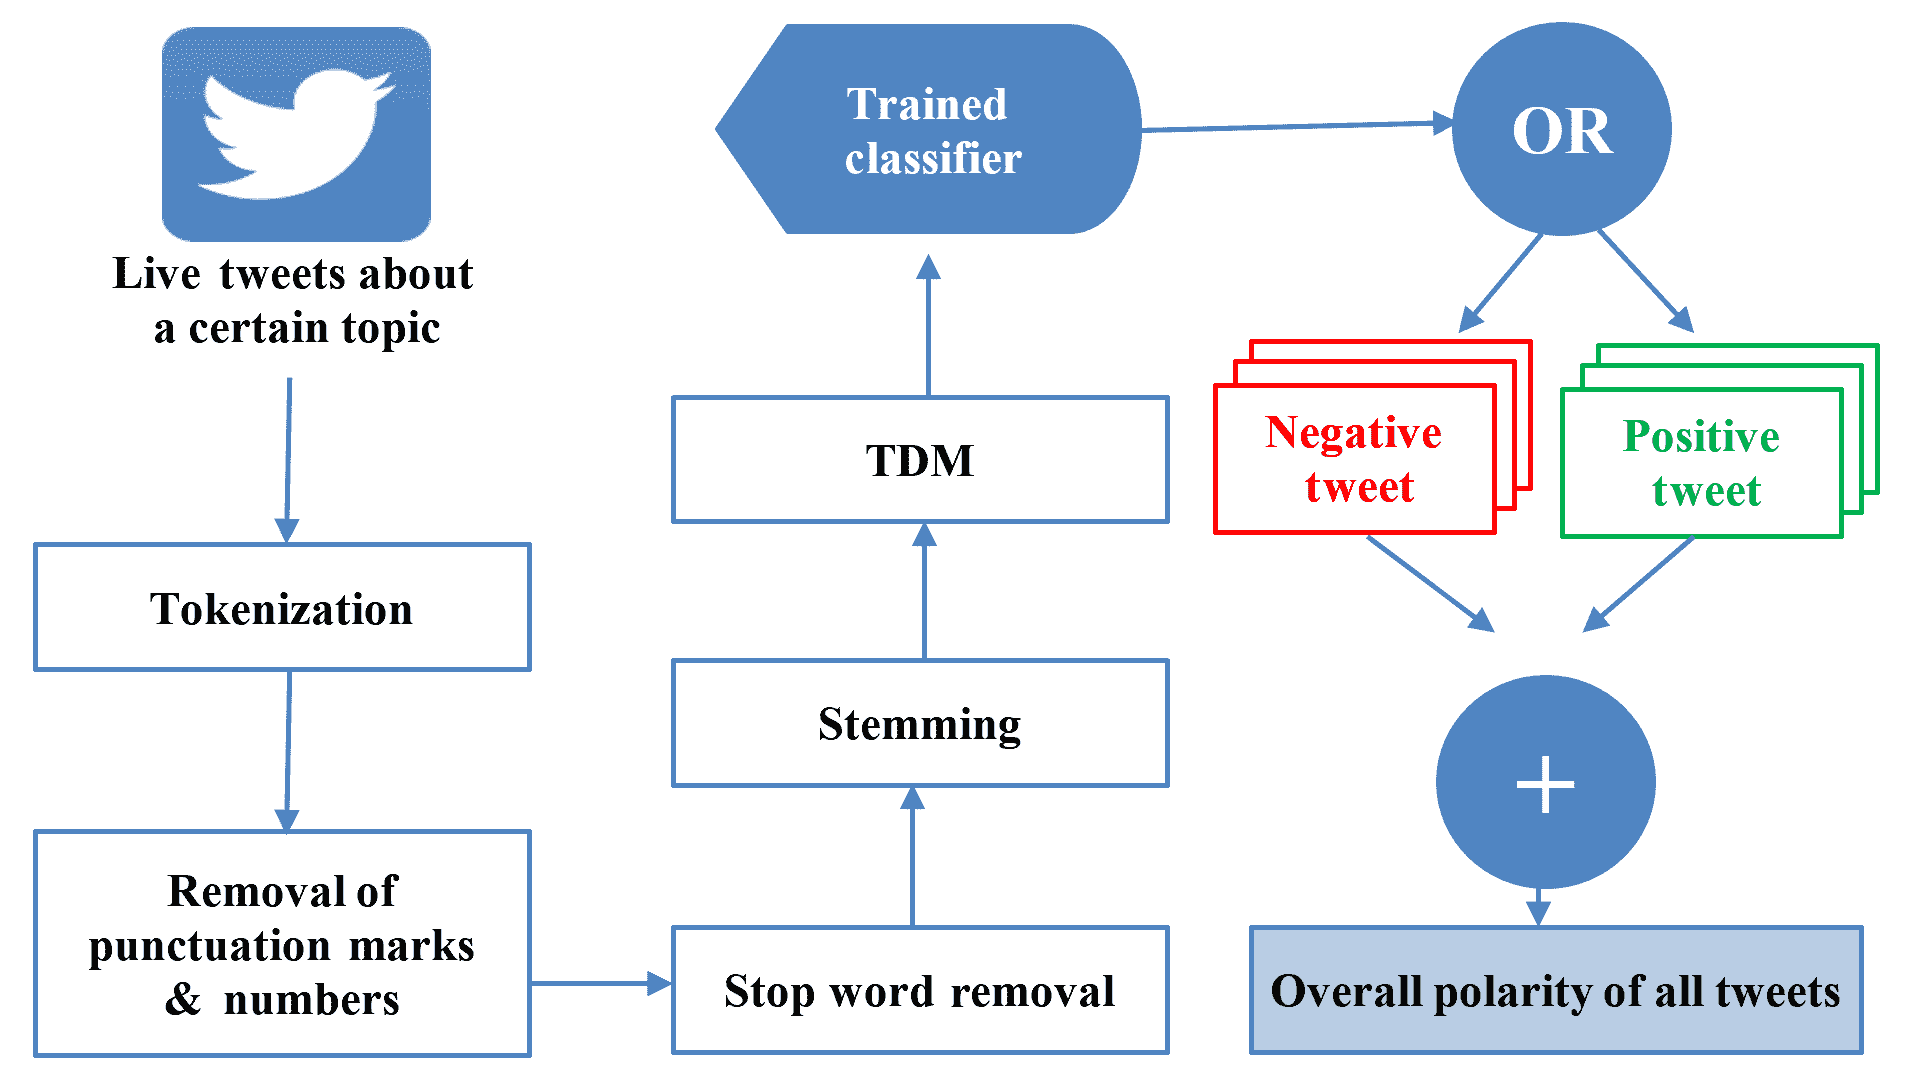 Live tweets about
a certain topic
Tokenization
Removal of
punctuation marks
& numbers
Stop word removal
Stemming
TDM
Trained
classifier
OR
Negative
tweet
Positive
tweet
+
Overall polarity of all tweets